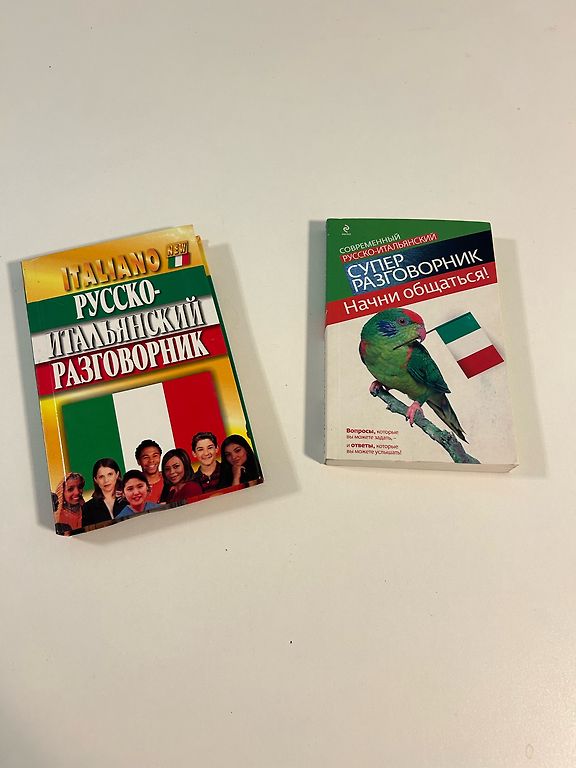 ITALIANO
NEW
РУССКО-
ИТАЛЬЯНСКИЙ
РАЗГОВОРНИК
СОВРЕМЕННЫЙ
РУССКО-ИТАЛЬЯНСКИЙ
СУПЕР
РАЗГОВОРНИК
Начни общаться!
Вопросы, которые
вы можете задать, –
и ответы, которые
вы можете услышать!